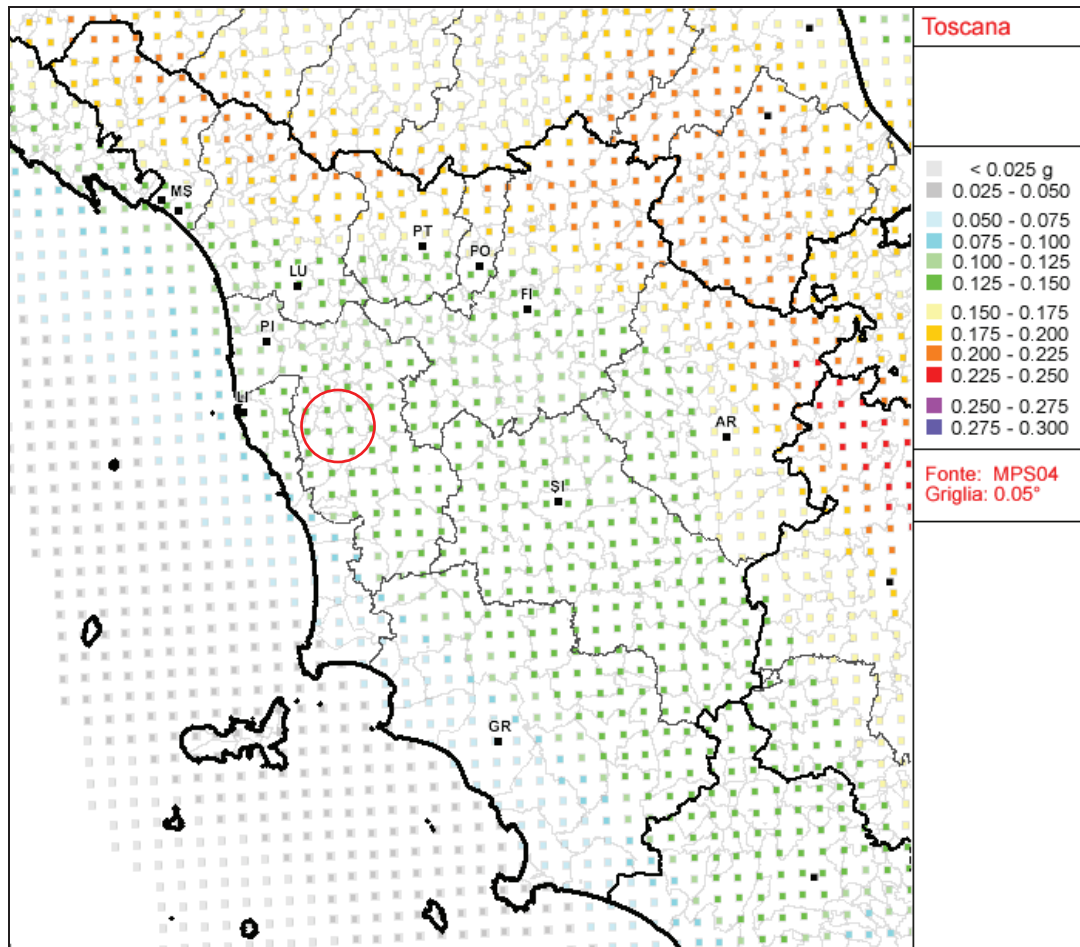 Toscana
< 0.025 g
0.025 - 0.050
0.050 - 0.075
0.075 - 0.100
0.100 - 0.125
0.125 - 0.150
0.150 - 0.175
0.175 - 0.200
0.200 - 0.225
0.225 - 0.250
0.250 - 0.275
0.275 - 0.300
Fonte: MPS04
Griglia: 0.05°
MS
PT
PO
LU
FI
PI
LI
AR
SI
GR